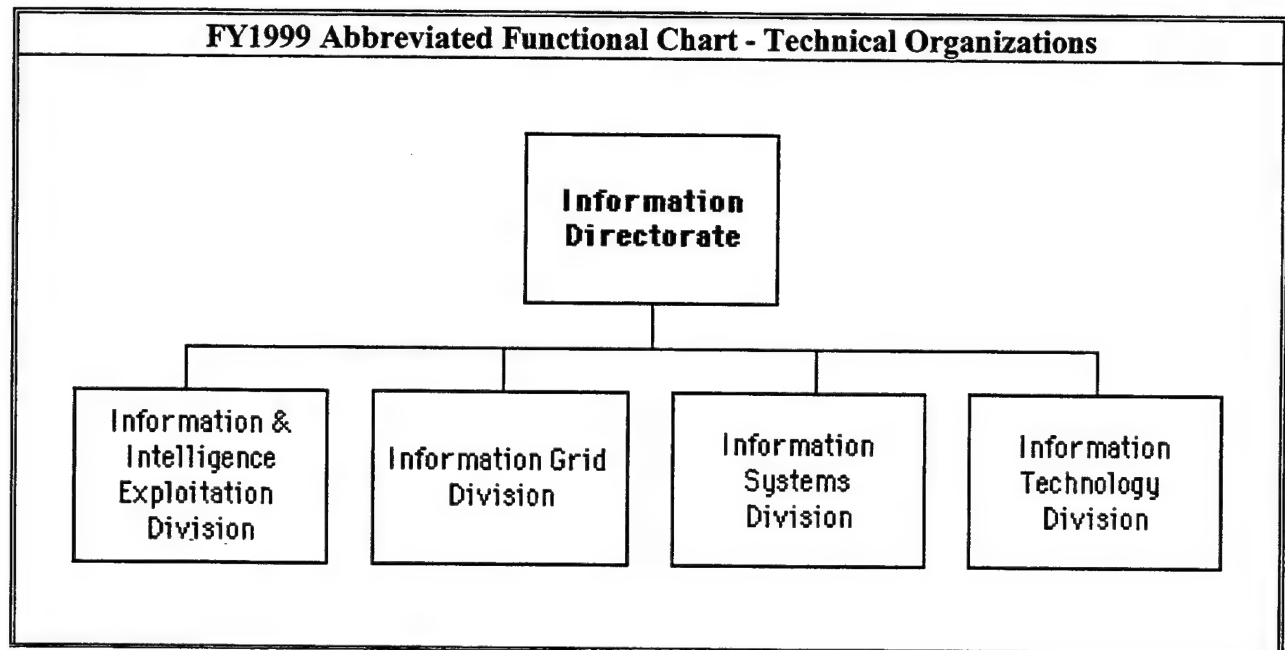 FY1999 Abbreviated Functional Chart - Technical Organizations
Information
Directorate
Information &
Intelligence
Exploitation
Division
Information Grid
Division
Information
Systems
Division
Information
Technology
Division